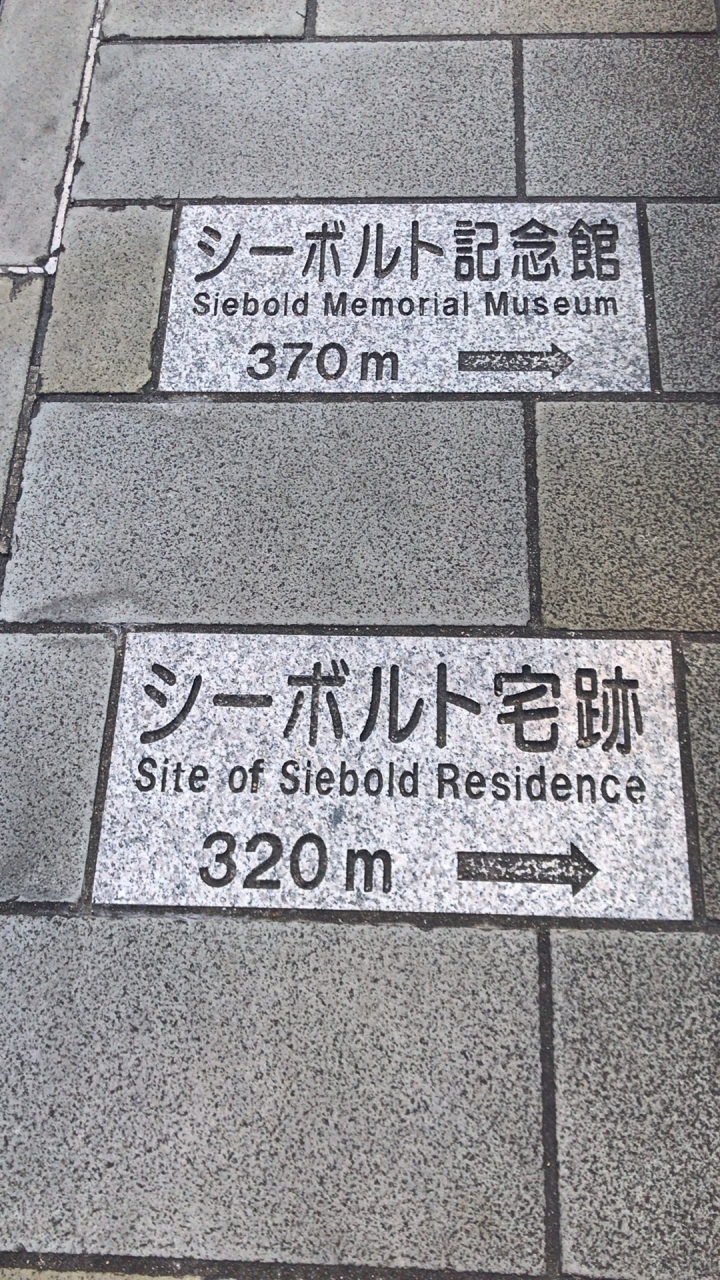 シーボルト記念館
Siebold Memorial Museum
370m
シーボルト宅跡
Site of Siebold Residence
320m